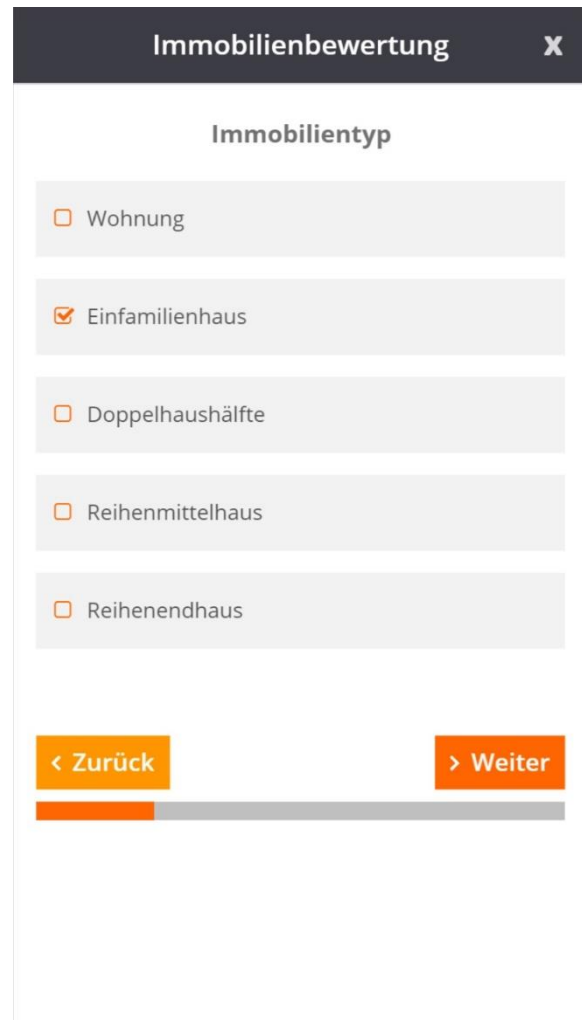 Immobilienbewertung x
Immobilientyp
Wohnung
Einfamilienhaus
Doppelhaushälfte
Reihenmittelhaus
Reihenendhaus
< Zurück
> Weiter